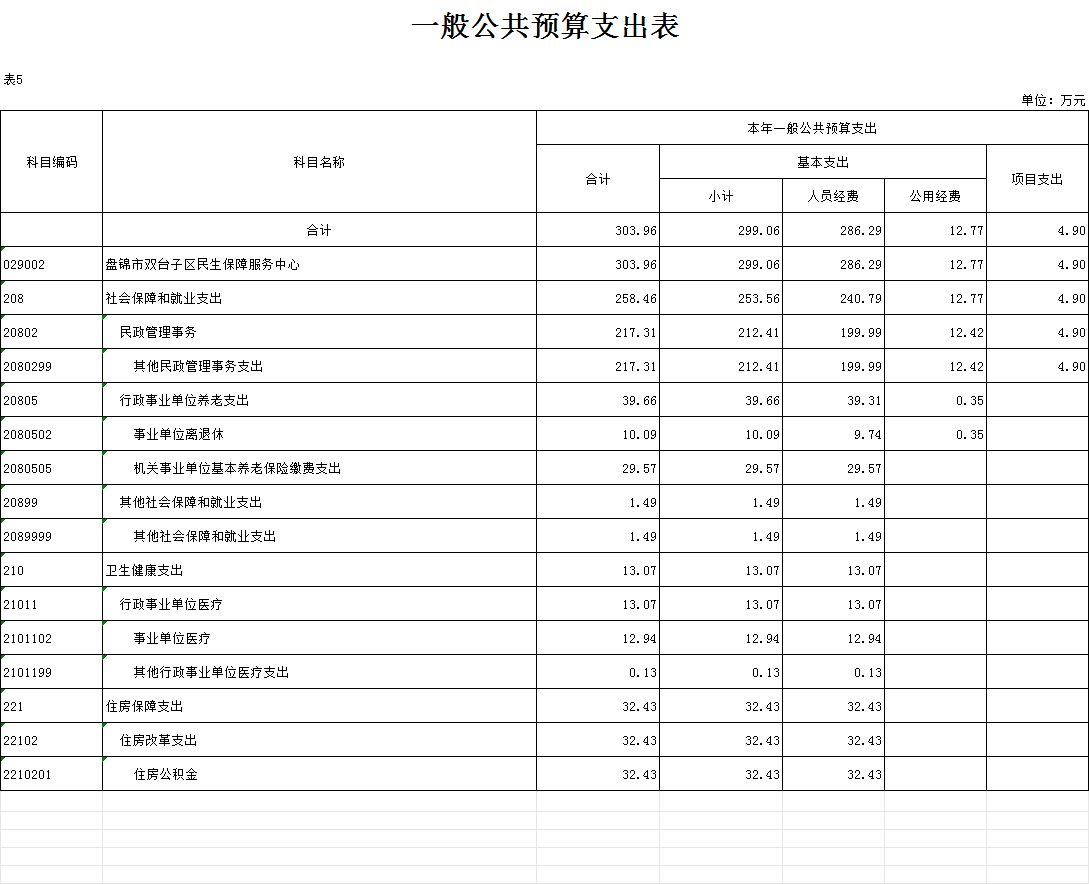 一般公共预算支出表
表5
单位：万元
科目编码 科目名称 本年一般公共预算支出
合计 基本支出 项目支出
小计 人员经费 公用经费
合计 303.96 299.06 286.29 12.77 4.90
029002 盘锦市双台子区民生保障服务中心 303.96 299.06 286.29 12.77 4.90
208 社会保障和就业支出 258.46 253.56 240.79 12.77 4.90
20802 民政管理事务 217.31 212.41 199.99 12.42 4.90
2080299 其他民政管理事务支出 217.31 212.41 199.99 12.42 4.90
20805 行政事业单位养老支出 39.66 39.66 39.31 0.35
2080502 事业单位离退休 10.09 10.09 9.74 0.35
2080505 机关事业单位基本养老保险缴费支出 29.57 29.57 29.57
20899 其他社会保障和就业支出 1.49 1.49 1.49
2089999 其他社会保障和就业支出 1.49 1.49 1.49
210 卫生健康支出 13.07 13.07 13.07
21011 行政事业单位医疗 13.07 13.07 13.07
2101102 事业单位医疗 12.94 12.94 12.94
2101199 其他行政事业单位医疗支出 0.13 0.13 0.13
221 住房保障支出 32.43 32.43 32.43
22102 住房改革支出 32.43 32.43 32.43
2210201 住房公积金 32.43 32.43 32.43